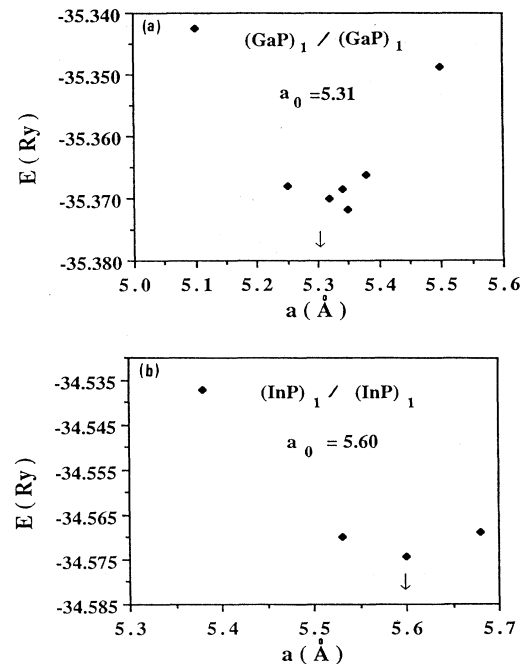 (a)
(GaP)₁ / (GaP)₁
a₀ =5.31
E ( Ry )
-35.340
-35.350
-35.360
-35.370
-35.380
5.0 5.1 5.2 5.3 5.4 5.5 5.6
a ( Å )
(b)
(InP)₁ / (InP)₁
a₀ = 5.60
E ( Ry )
-34.535
-34.545
-34.555
-34.565
-34.575
-34.585
5.3 5.4 5.5 5.6 5.7
a ( Å )